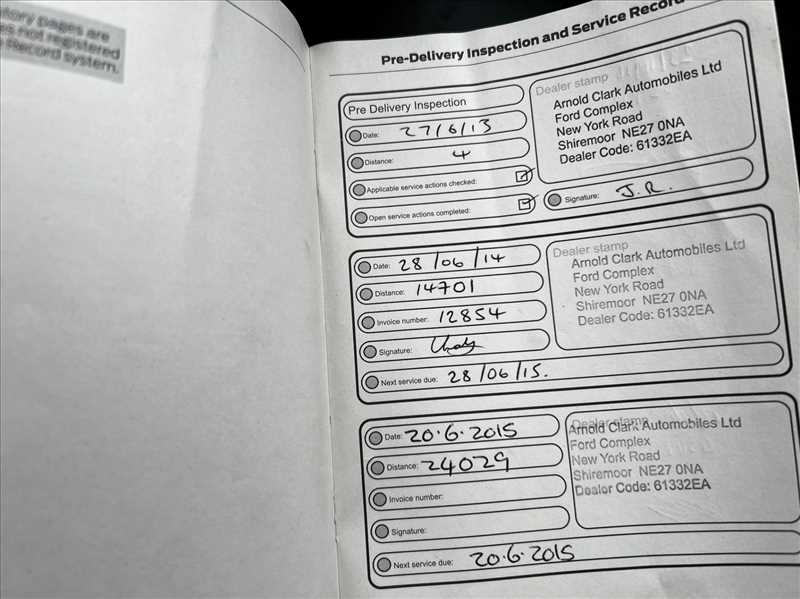 pages are
not registered
Record system.
Pre-Delivery Inspection and Service Record
Pre Delivery Inspection
Date: 27/6/13
Distance: 4
Applicable service actions checked:
Open service actions completed:
Dealer stamp
Arnold Clark Automobiles Ltd
Ford Complex
New York Road
Shiremoor NE27 0NA
Dealer Code: 61332EA
Signature: J.R.
Date: 28/06/14
Distance: 14701
Invoice number: 12854
Signature:
Next service due: 28/06/15.
Dealer stamp
Arnold Clark Automobiles Ltd
Ford Complex
New York Road
Shiremoor NE27 0NA
Dealer Code: 61332EA
Date: 20.6.2015
Distance: 24029
Invoice number:
Signature:
Next service due: 20.6.2015
Dealer stamp
Arnold Clark Automobiles Ltd
Ford Complex
New York Road
Shiremoor NE27 0NA
Dealer Code: 61332EA